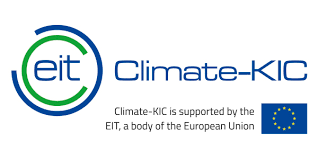 eit Climate-KIC
Climate-KIC is supported by the
EIT, a body of the European Union